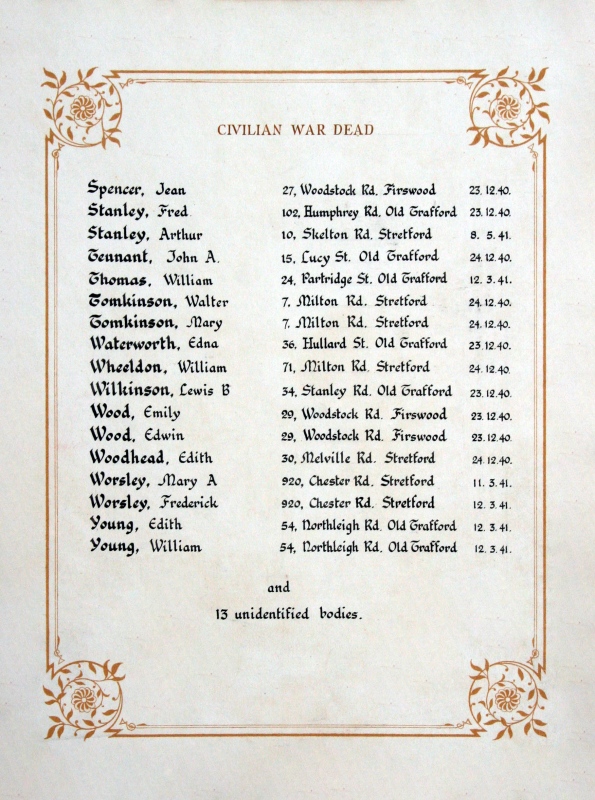 CIVILIAN WAR DEAD
Spencer, Jean 27, Woodstock Rd. Firswood 23.12.40.
Stanley, Fred 102, Humphrey Rd. Old Trafford 23.12.40.
Stanley, Arthur 10, Skelton Rd. Stretford 8. 5. 41.
Tennant, John A. 15, Lucy St. Old Trafford 24.12.40.
Thomas, William 24, Partridge St. Old Trafford 12. 3. 41.
Tomkinson, Walter 7, Milton Rd. Stretford 24.12.40.
Tomkinson, Mary 7, Milton Rd. Stretford 24.12.40.
Waterworth, Edna 36, Hullard St. Old Trafford 23.12.40.
Wheeldon, William 71, Milton Rd. Stretford 24.12.40.
Wilkinson, Lewis B 34, Stanley Rd. Old Trafford 23.12.40.
Wood, Emily 29, Woodstock Rd. Firswood 23.12.40.
Wood, Edwin 29, Woodstock Rd. Firswood 23.12.40.
Woodhead, Edith 30, Melville Rd. Stretford 24.12.40.
Worsley, Mary A 920, Chester Rd. Stretford 11. 3. 41.
Worsley, Frederick 920, Chester Rd. Stretford 12. 3. 41.
Young, Edith 54, Northleigh Rd. Old Trafford 12. 3. 41.
Young, William 54, Northleigh Rd. Old Trafford 12. 3. 41.
and
13 unidentified bodies.